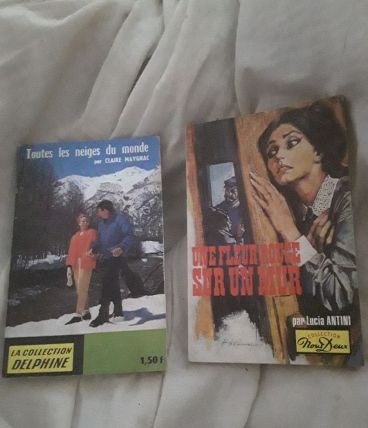 Toutes les neiges du monde
par CLAIRE MAYGNAC
LA COLLECTION
DELPHINE
1,50 F
UNE FLEUR ROUGE
SUR UN MUR
par Lucia ANTINI
COLLECTION
Nous Deux